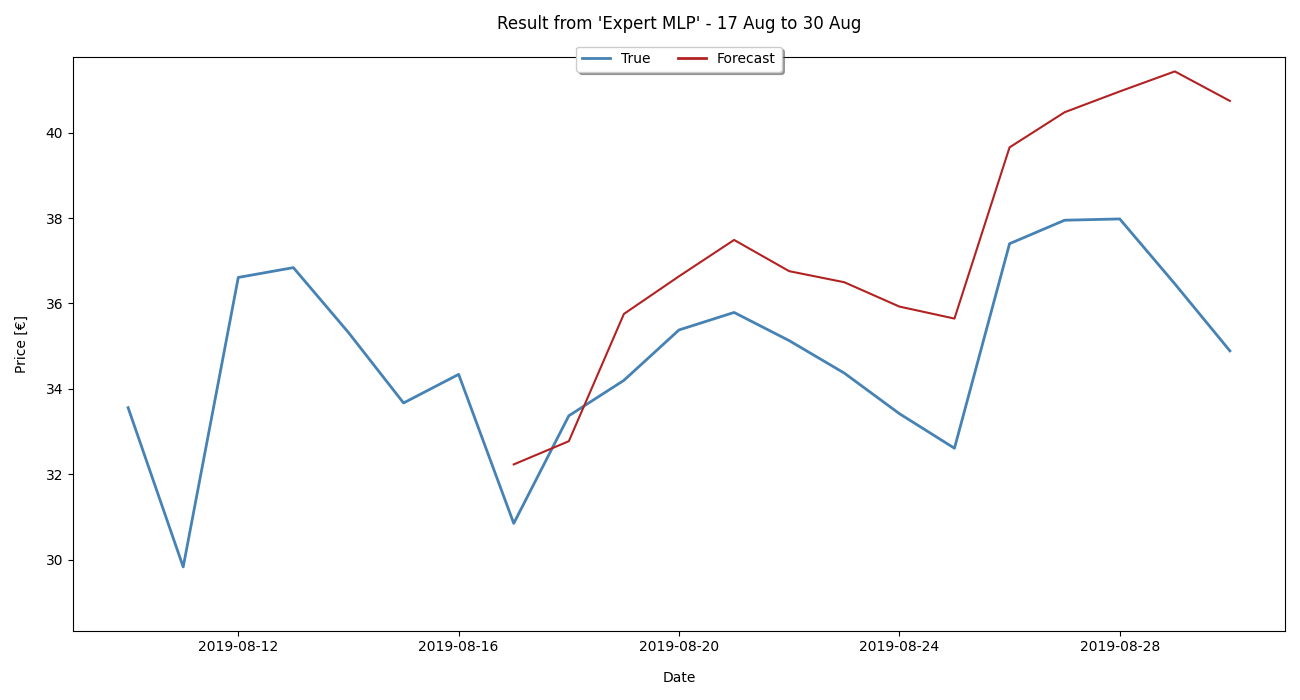 Result from 'Expert MLP' - 17 Aug to 30 Aug
True Forecast
Price [€]
40
38
36
34
32
30
2019-08-12 2019-08-16 2019-08-20 2019-08-24 2019-08-28
Date